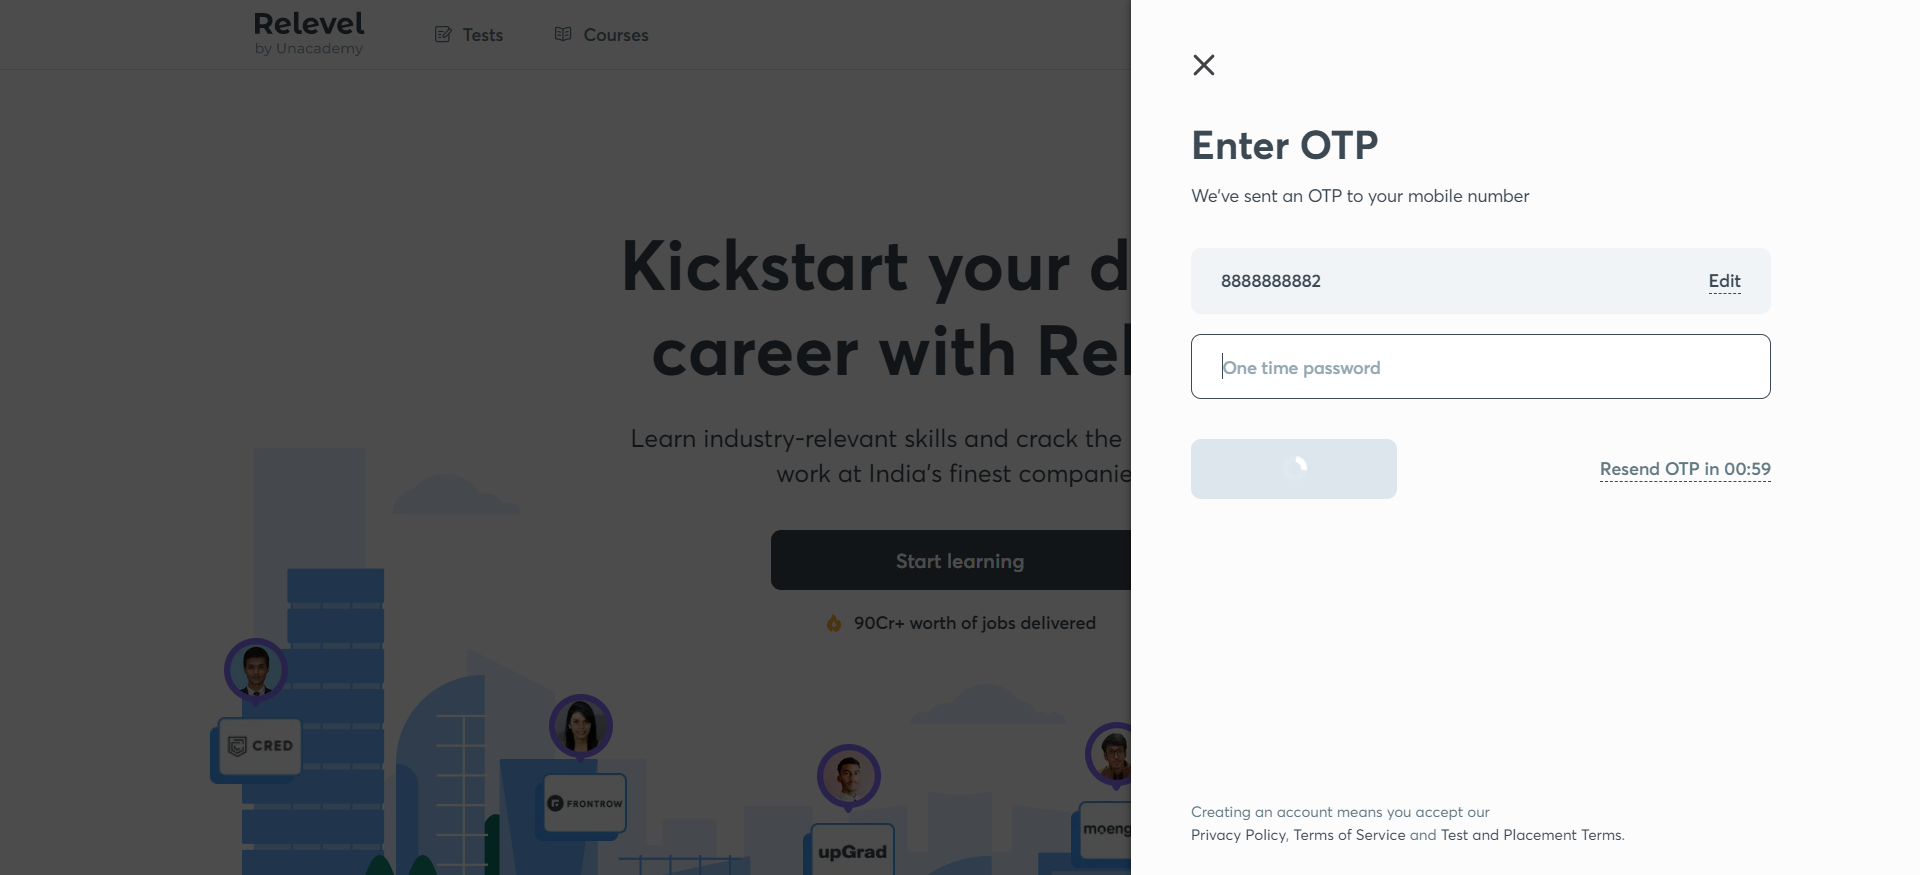 Relevel
by Unacademy
Tests
Courses
Kickstart your d
career with Rel
Learn industry-relevant skills and crack the
work at India's finest companie
Start learning
90Cr+ worth of jobs delivered
CRED
FRONTROW
upGrad
moeng
Enter OTP
We've sent an OTP to your mobile number
8888888882
Edit
One time password
Resend OTP in 00:59
Creating an account means you accept our
Privacy Policy, Terms of Service and Test and Placement Terms.